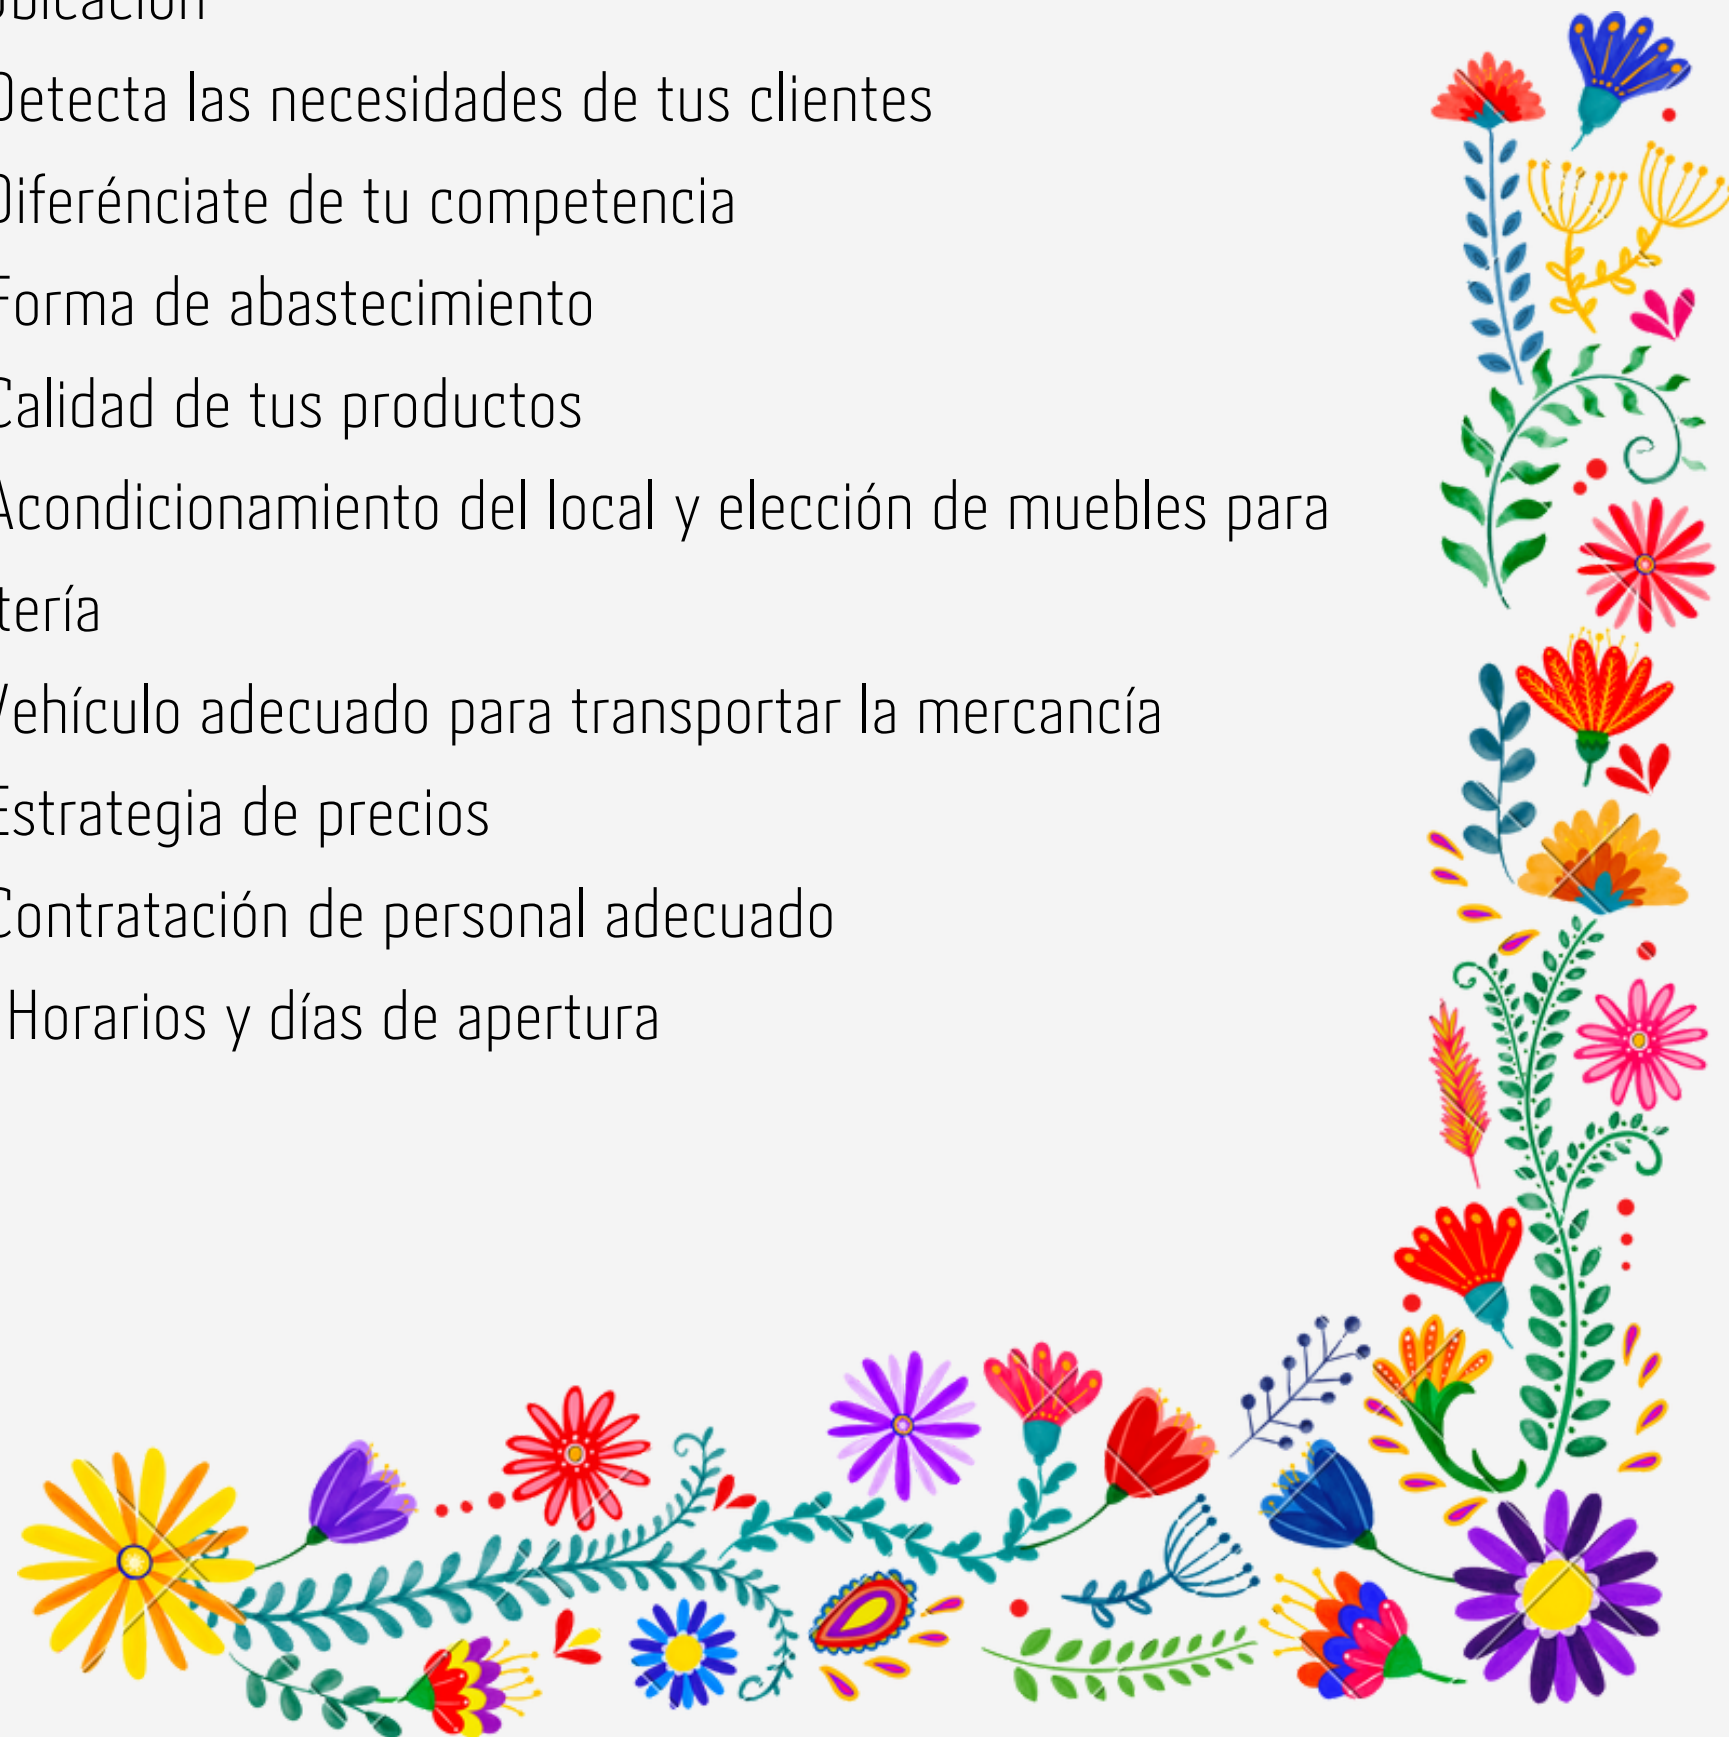 Ubicación
Detecta las necesidades de tus clientes
Diferénciate de tu competencia
Forma de abastecimiento
Calidad de tus productos
Acondicionamiento del local y elección de muebles para
tería
Vehículo adecuado para transportar la mercancía
Estrategia de precios
Contratación de personal adecuado
Horarios y días de apertura